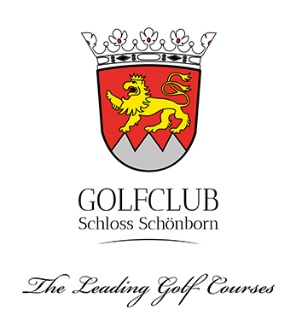 GOLFCLUB
Schloss Schönborn
The Leading Golf Courses